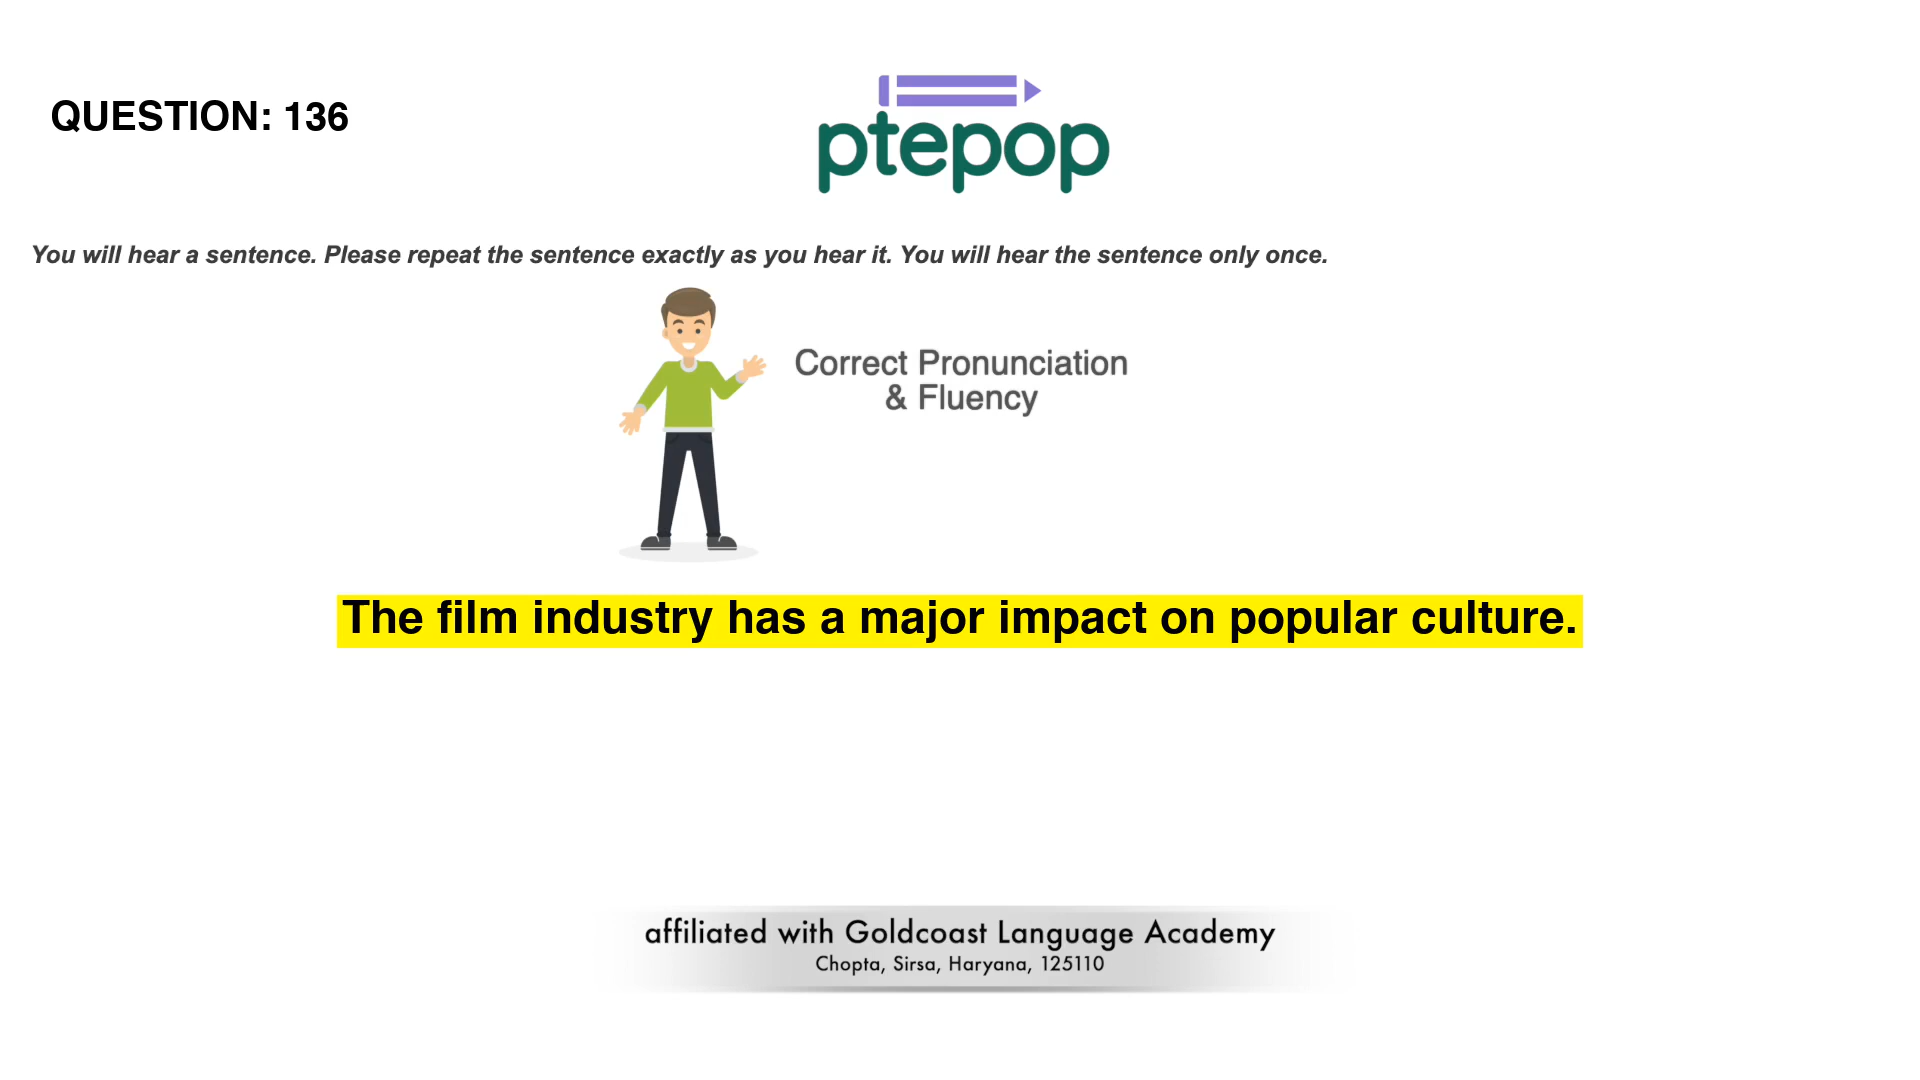 QUESTION: 136
ptepop
You will hear a sentence. Please repeat the sentence exactly as you hear it. You will hear the sentence only once.
Correct Pronunciation
& Fluency
The film industry has a major impact on popular culture.
affiliated with Goldcoast Language Academy
Chopta, Sirsa, Haryana, 125110